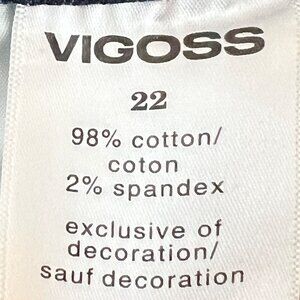 VIGOSS
22
98% cotton/
coton
2% spandex
exclusive of
decoration/
sauf decoration